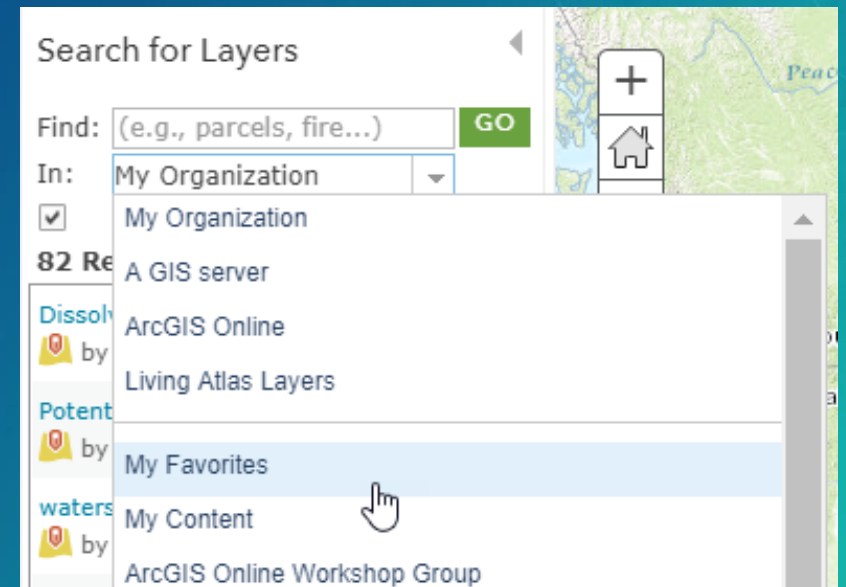 Search for Layers
Find: (e.g., parcels, fire...) GO
In: My Organization
My Organization
82 Re
A GIS server
Dissolv
ArcGIS Online
by
Living Atlas Layers
Potent
by
My Favorites
waters
My Content
by
ArcGIS Online Workshop Group
Peac